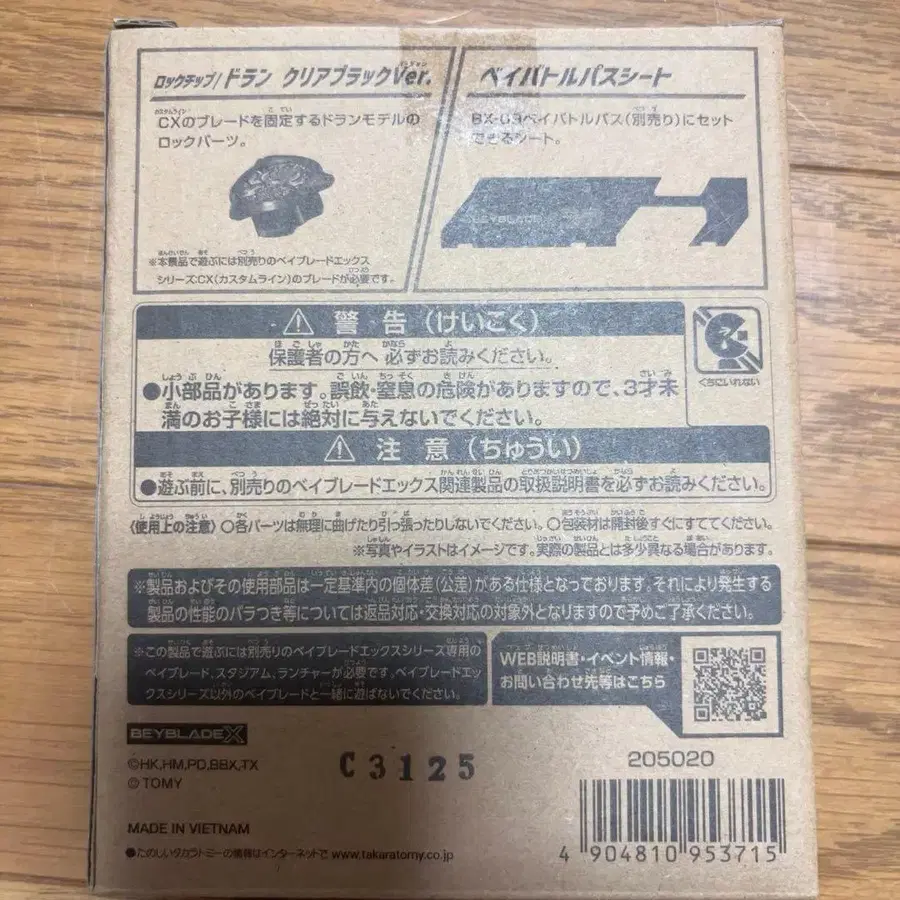 ロックチップ/ドラン クリアブラックVer.
CXのブレードを固定するドランモデルの
ロックパーツ。
※本景品で遊ぶには別売りのベイブレードエックス
シリーズ:CX(カスタムライン)のブレードが必要です。
ベイバトルパスシート
BX-09ベイバトルパス(別売り)にセット
できるシート。
BEYBLADE
⚠ 警告(けいこく)
保護者の方へ 必ずお読みください。
●小部品があります。誤飲・窒息の危険がありますので、3才未
満のお子様には絶対に与えないでください。
くちにいれない
⚠ 注意(ちゅうい)
●遊ぶ前に、別売りのベイブレードエックス関連製品の取扱説明書を必ずお読みください。
〈使用上の注意〉○各パーツは無理に曲げたり引っ張ったりしないでください。○包装材は開封後すぐにすててください。
※写真やイラストはイメージです。実際の製品とは多少異なる場合があります。
※製品およびその使用部品は一定基準内の個体差(公差)がある仕様となっております。それにより発生する
製品の性能のバラつき等については返品対応・交換対応の対象外となりますので予めご了承ください。
※この製品で遊ぶには別売りのベイブレードエックスシリーズ専用の
ベイブレード、スタジアム、ランチャーが必要です。ベイブレードエッ
クスシリーズ以外のベイブレードと一緒に遊ばないでください。
WEB説明書・イベント情報・
お問い合わせ先等はこちら
BEYBLADE X
©HK,HM,PD,BBX,TX
© TOMY
C3125
205020
MADE IN VIETNAM
●たのしいタカラトミーの情報はインターネットで www.takaratomy.co.jp
4 904810 953715